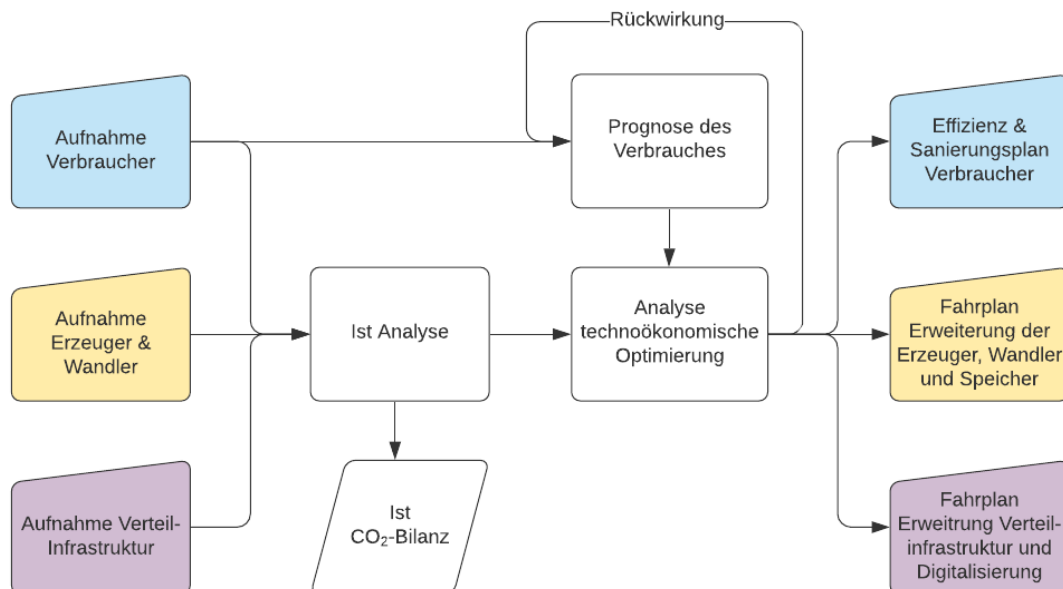 Rückwirkung
Aufnahme
Verbraucher
Prognose des
Verbrauches
Effizienz &
Sanierungsplan
Verbraucher
Aufnahme
Erzeuger &
Wandler
Ist Analyse
Analyse
technoökonomische
Optimierung
Fahrplan
Erweiterung der
Erzeuger, Wandler
und Speicher
Aufnahme Verteil-
Infrastruktur
Ist
CO₂-Bilanz
Fahrplan
Erweitrung Verteil-
infrastruktur und
Digitalisierung